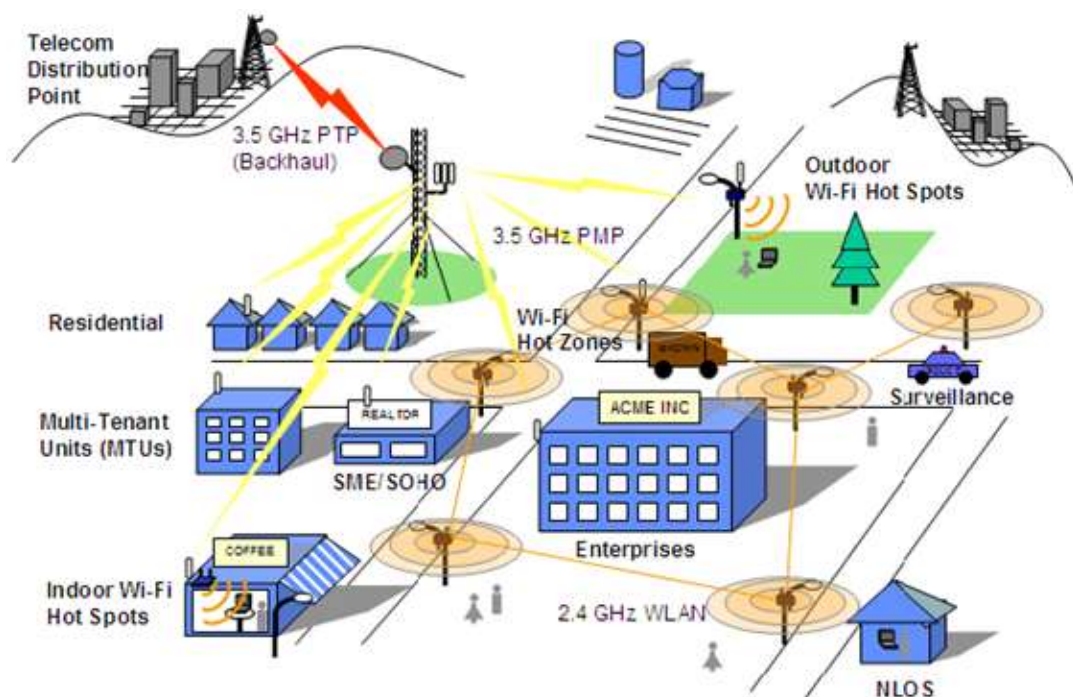 Telecom
Distribution
Point
3.5 GHz PTP
(Backhaul)
Outdoor
Wi-Fi Hot Spots
3.5 GHz PMP
Residential
Wi-Fi
Hot Zones
Surveillance
Multi-Tenant
Units (MTUs)
REALTOR
ACME INC
SME/SOHO
Enterprises
COFFEE
Indoor Wi-Fi
Hot Spots
2.4 GHz WLAN
NLOS